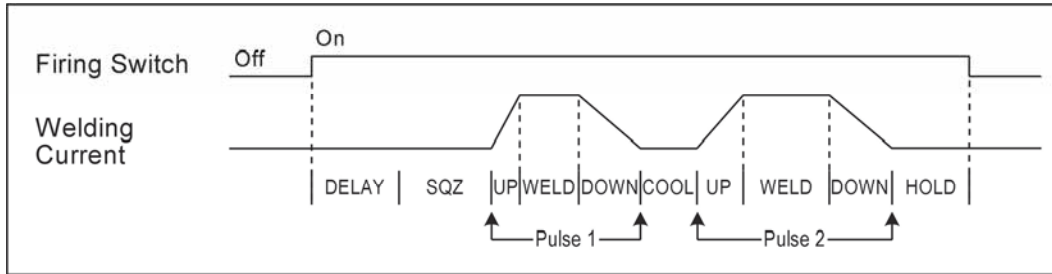 On
Firing Switch Off
Welding
Current
DELAY SQZ UP WELD DOWN COOL UP WELD DOWN HOLD
Pulse 1 Pulse 2